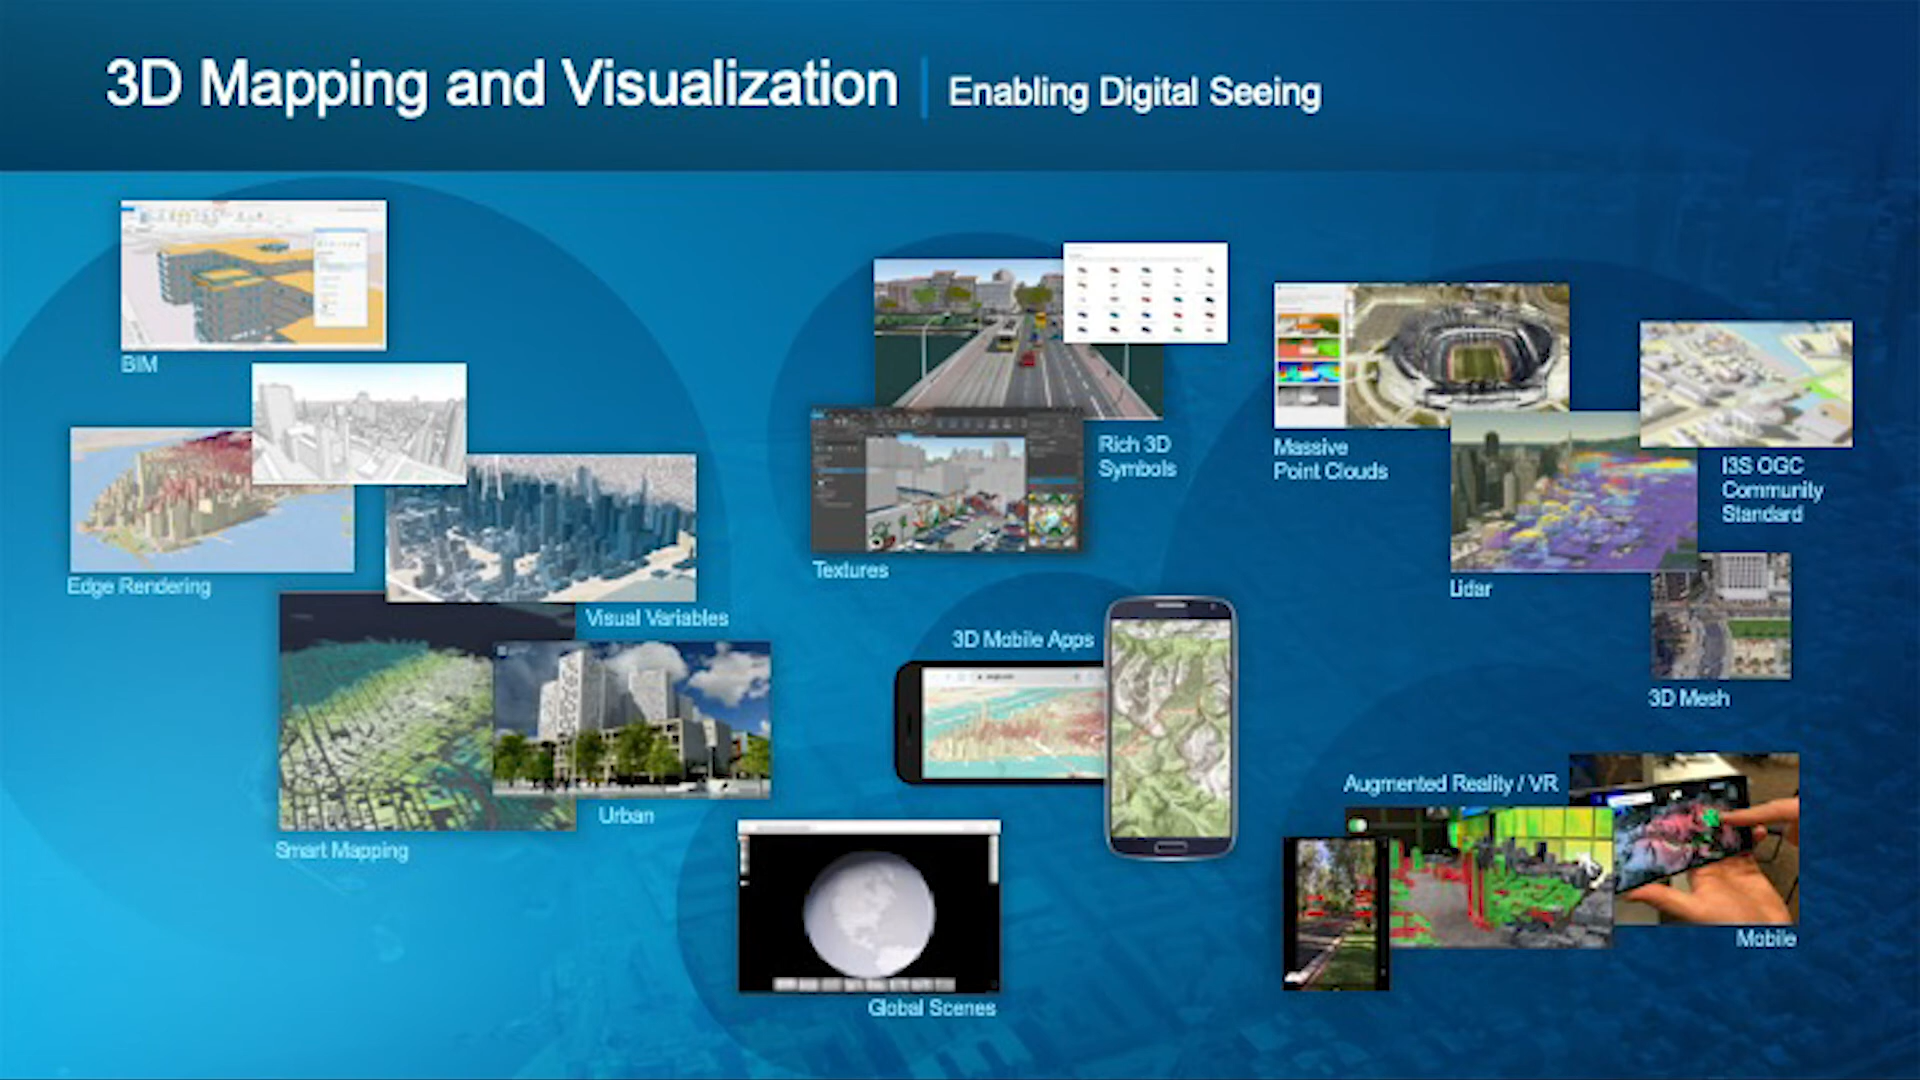 3D Mapping and Visualization | Enabling Digital Seeing
BIM
Edge Rendering
Visual Variables
Smart Mapping
Urban
Rich 3D
Symbols
Textures
3D Mobile Apps
Global Scenes
Massive
Point Clouds
I3S OGC
Community
Standard
Lidar
3D Mesh
Augmented Reality / VR
Mobile